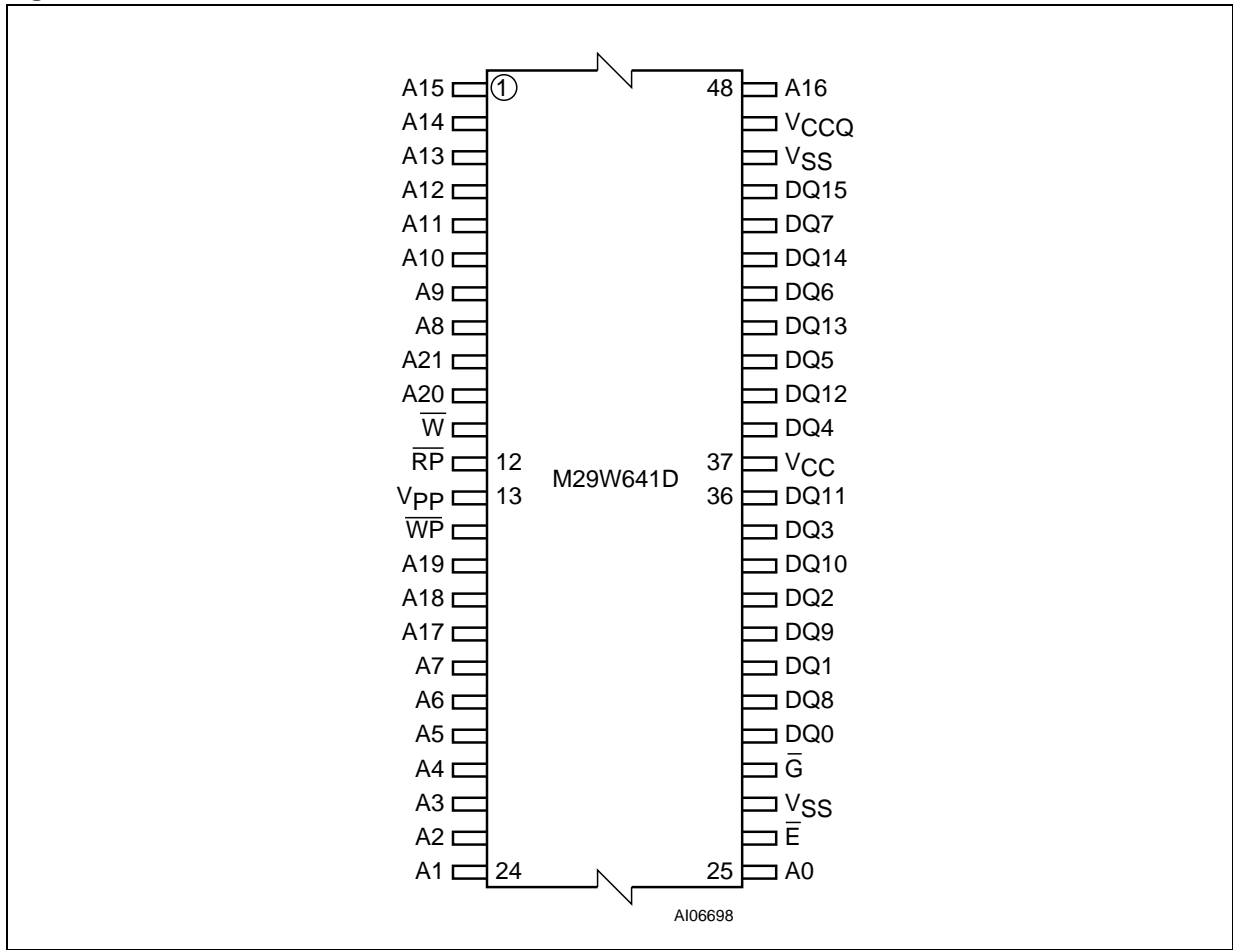 A15 1 48 A16
A14 VCCQ
A13 VSS
A12 DQ15
A11 DQ7
A10 DQ14
A9 DQ6
A8 DQ13
A21 DQ5
A20 DQ12
W̅ DQ4
R̅P̅ 12 37 VCC
M29W641D
VPP 13 36 DQ11
W̅P̅ DQ3
A19 DQ10
A18 DQ2
A17 DQ9
A7 DQ1
A6 DQ8
A5 DQ0
A4 G̅
A3 VSS
A2 E̅
A1 24 25 A0
AI06698